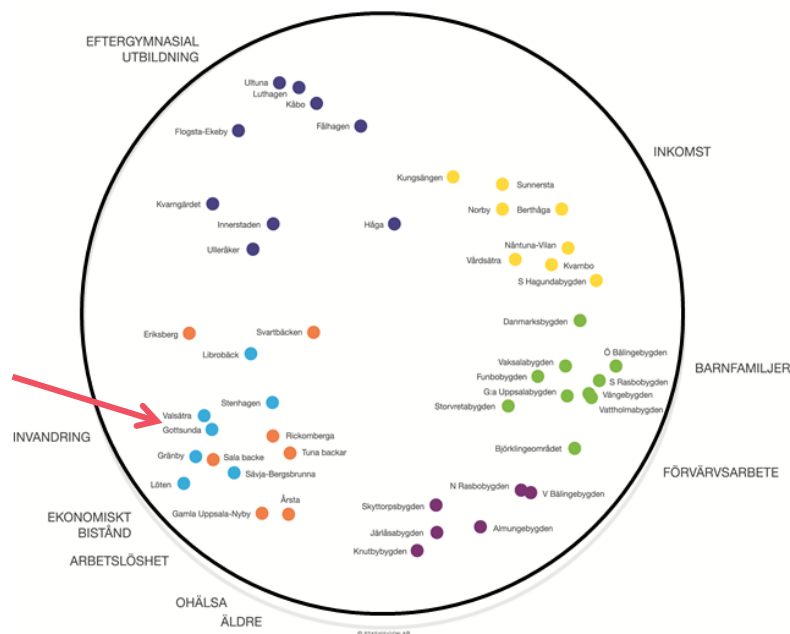 EFTERGYMNASIAL
UTBILDNING
Ultuna
Luthagen
Kåbo
Flogsta-Ekeby
Fålhagen
INKOMST
Kungsängen
Sunnersta
Kvarngärdet
Norby
Berthåga
Innerstaden
Håga
Ulleråker
Näntuna-Vilan
Vårdsätra
Kvarnbo
S Hagundabygden
Danmarksbygden
Eriksberg
Svartbäcken
Librobäck
Ö Bälingebygden
Vaksalabygden
BARNFAMILJER
Funbobygden
S Rasbobygden
G:a Uppsalabygden
Vängebygden
Stenhagen
Storvretabygden
Vattholmabygden
Valsätra
Gottsunda
INVANDRING
Rickomberga
Björklingeområdet
Tuna backar
Gränby
Sala backe
Sävja-Bergsbrunna
FÖRVÄRVSARBETE
Löten
N Rasbobygden
V Bälingebygden
Årsta
Skyttorpsbygden
Gamla Uppsala-Nyby
EKONOMISKT
BISTÅND
Almungebygden
Järlåsabygden
Knutbybygden
ARBETSLÖSHET
OHÄLSA
ÄLDRE